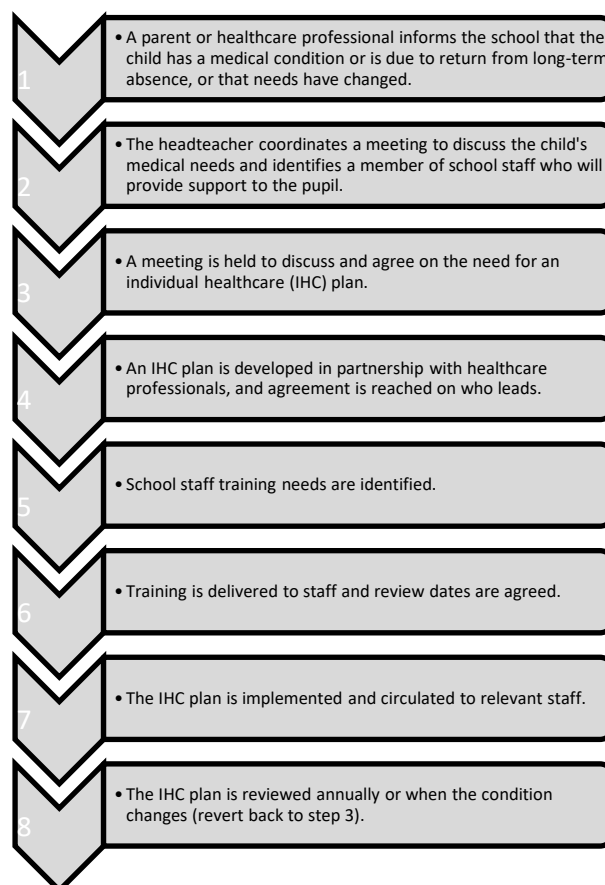 1
• A parent or healthcare professional informs the school that the
child has a medical condition or is due to return from long-term
absence, or that needs have changed.
2
• The headteacher coordinates a meeting to discuss the child's
medical needs and identifies a member of school staff who will
provide support to the pupil.
3
• A meeting is held to discuss and agree on the need for an
individual healthcare (IHC) plan.
4
• An IHC plan is developed in partnership with healthcare
professionals, and agreement is reached on who leads.
5
• School staff training needs are identified.
6
• Training is delivered to staff and review dates are agreed.
7
• The IHC plan is implemented and circulated to relevant staff.
8
• The IHC plan is reviewed annually or when the condition
changes (revert back to step 3).